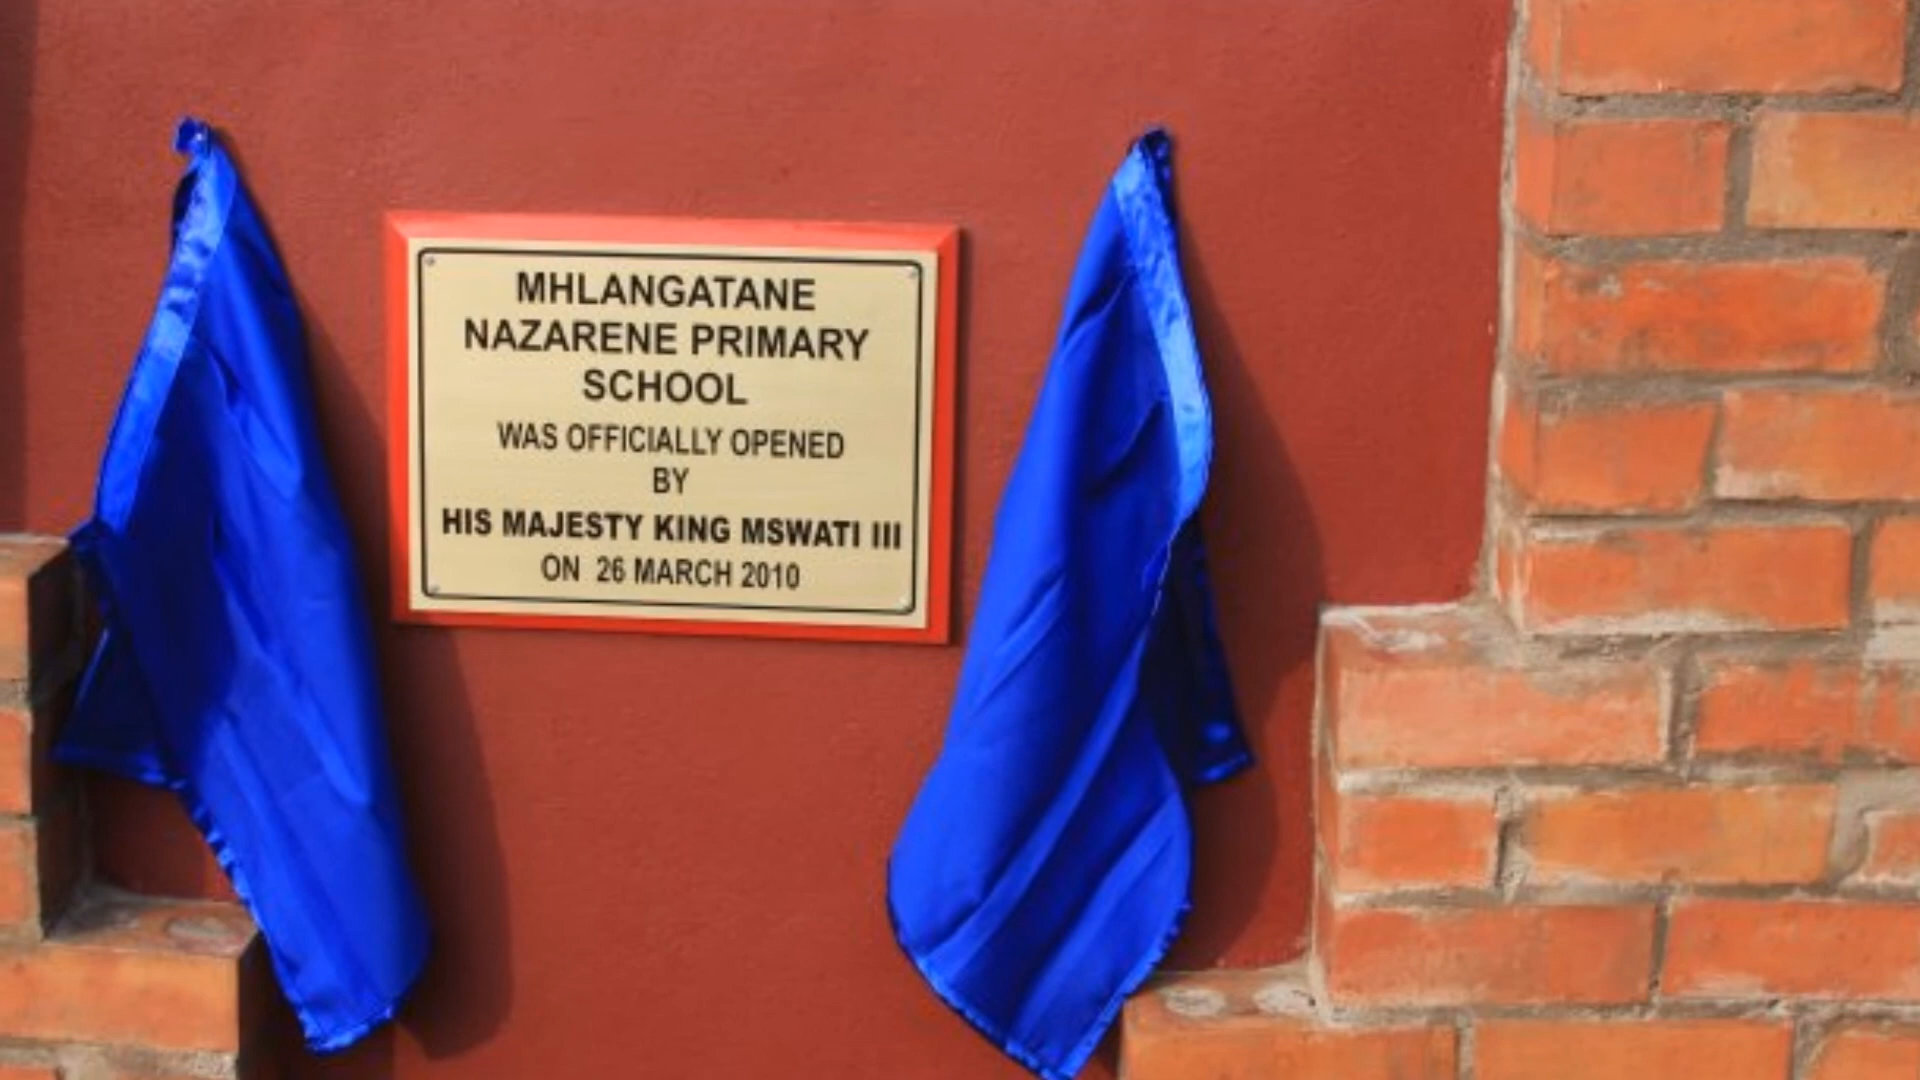 MHLANGATANE
NAZARENE PRIMARY
SCHOOL
WAS OFFICIALLY OPENED
BY
HIS MAJESTY KING MSWATI III
ON 26 MARCH 2010